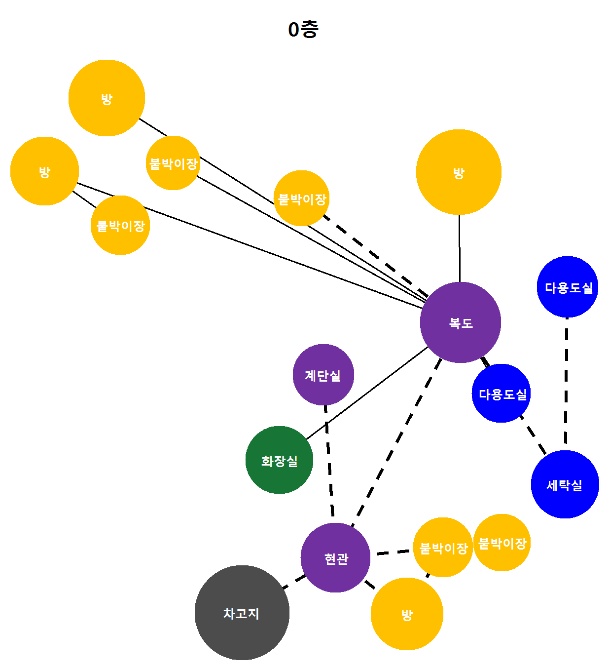 0층
방
붙박이장
방
방
붙박이장
붙박이장
다용도실
복도
계단실
다용도실
화장실
세탁실
붙박이장
붙박이장
현관
차고지
방